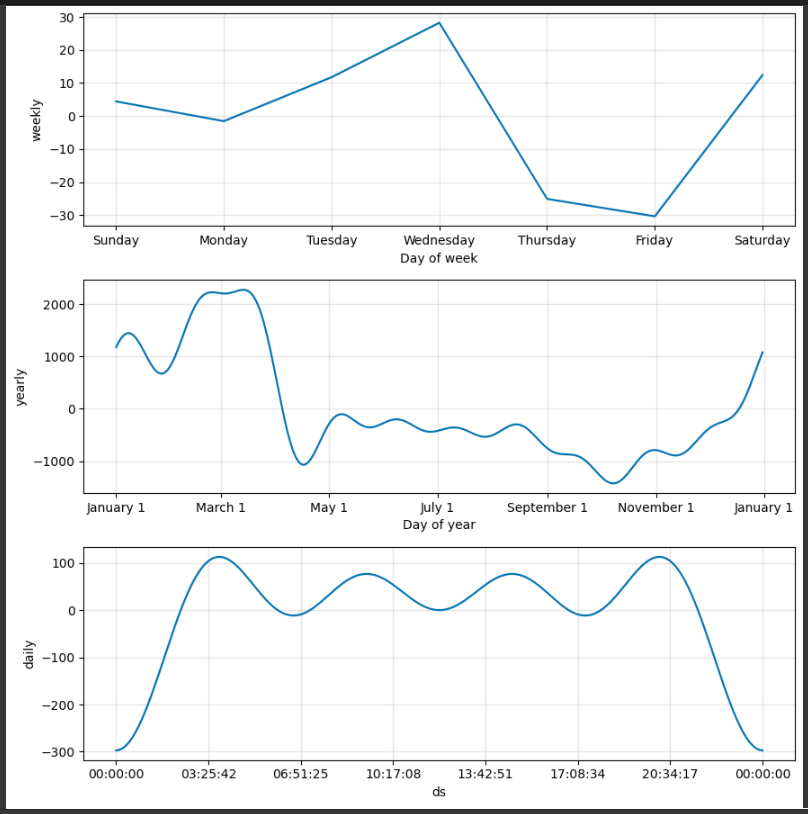 30
20
10
0
−10
−20
−30
weekly
Sunday Monday Tuesday Wednesday Thursday Friday Saturday
Day of week
2000
1000
0
−1000
yearly
January 1 March 1 May 1 July 1 September 1 November 1 January 1
Day of year
100
0
−100
−200
−300
daily
00:00:00 03:25:42 06:51:25 10:17:08 13:42:51 17:08:34 20:34:17 00:00:00
ds